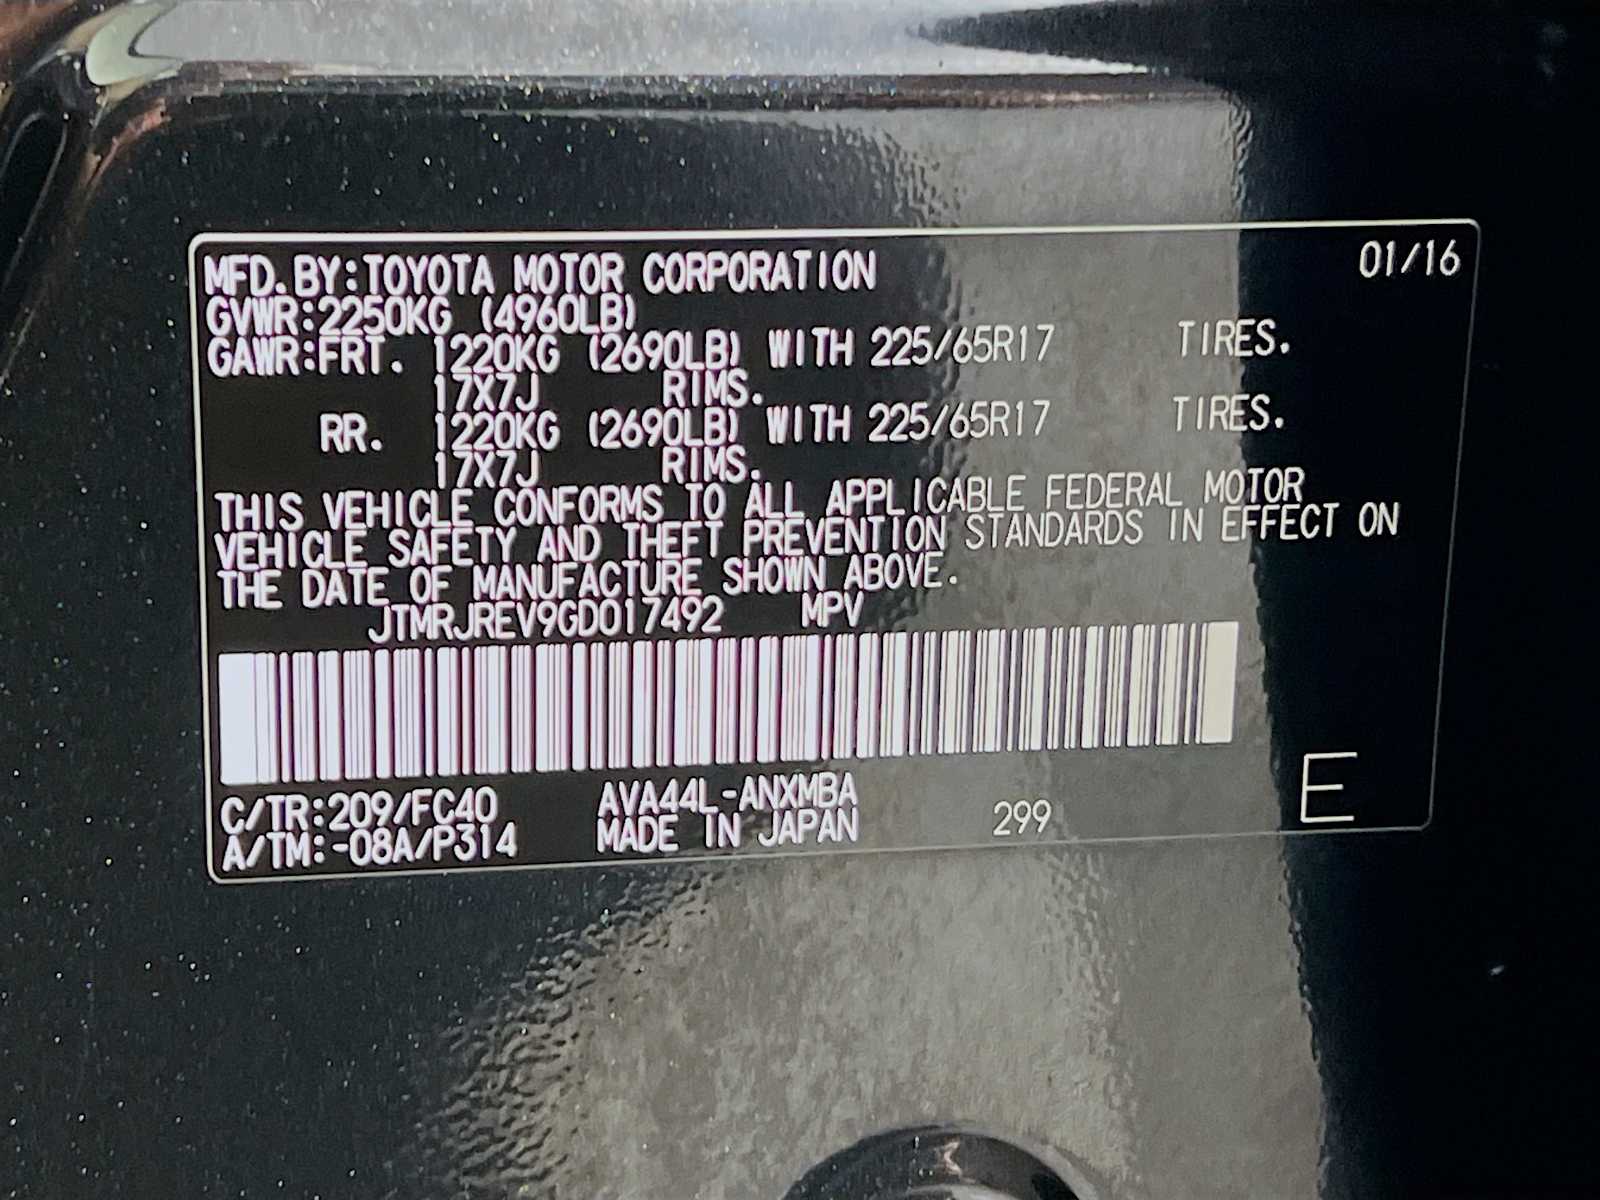 MFD.BY:TOYOTA MOTOR CORPORATION 01/16
GVWR:2250KG (4960LB)
GAWR:FRT. 1220KG (2690LB) WITH 225/65R17 TIRES.
17X7J RIMS.
RR. 1220KG (2690LB) WITH 225/65R17 TIRES.
17X7J RIMS.
THIS VEHICLE CONFORMS TO ALL APPLICABLE FEDERAL MOTOR
VEHICLE SAFETY AND THEFT PREVENTION STANDARDS IN EFFECT ON
THE DATE OF MANUFACTURE SHOWN ABOVE.
JTMRJREV9GD017492 MPV
C/TR:209/FC40 AVA44L-ANXMBA
A/TM:-08A/P314 MADE IN JAPAN 299 E